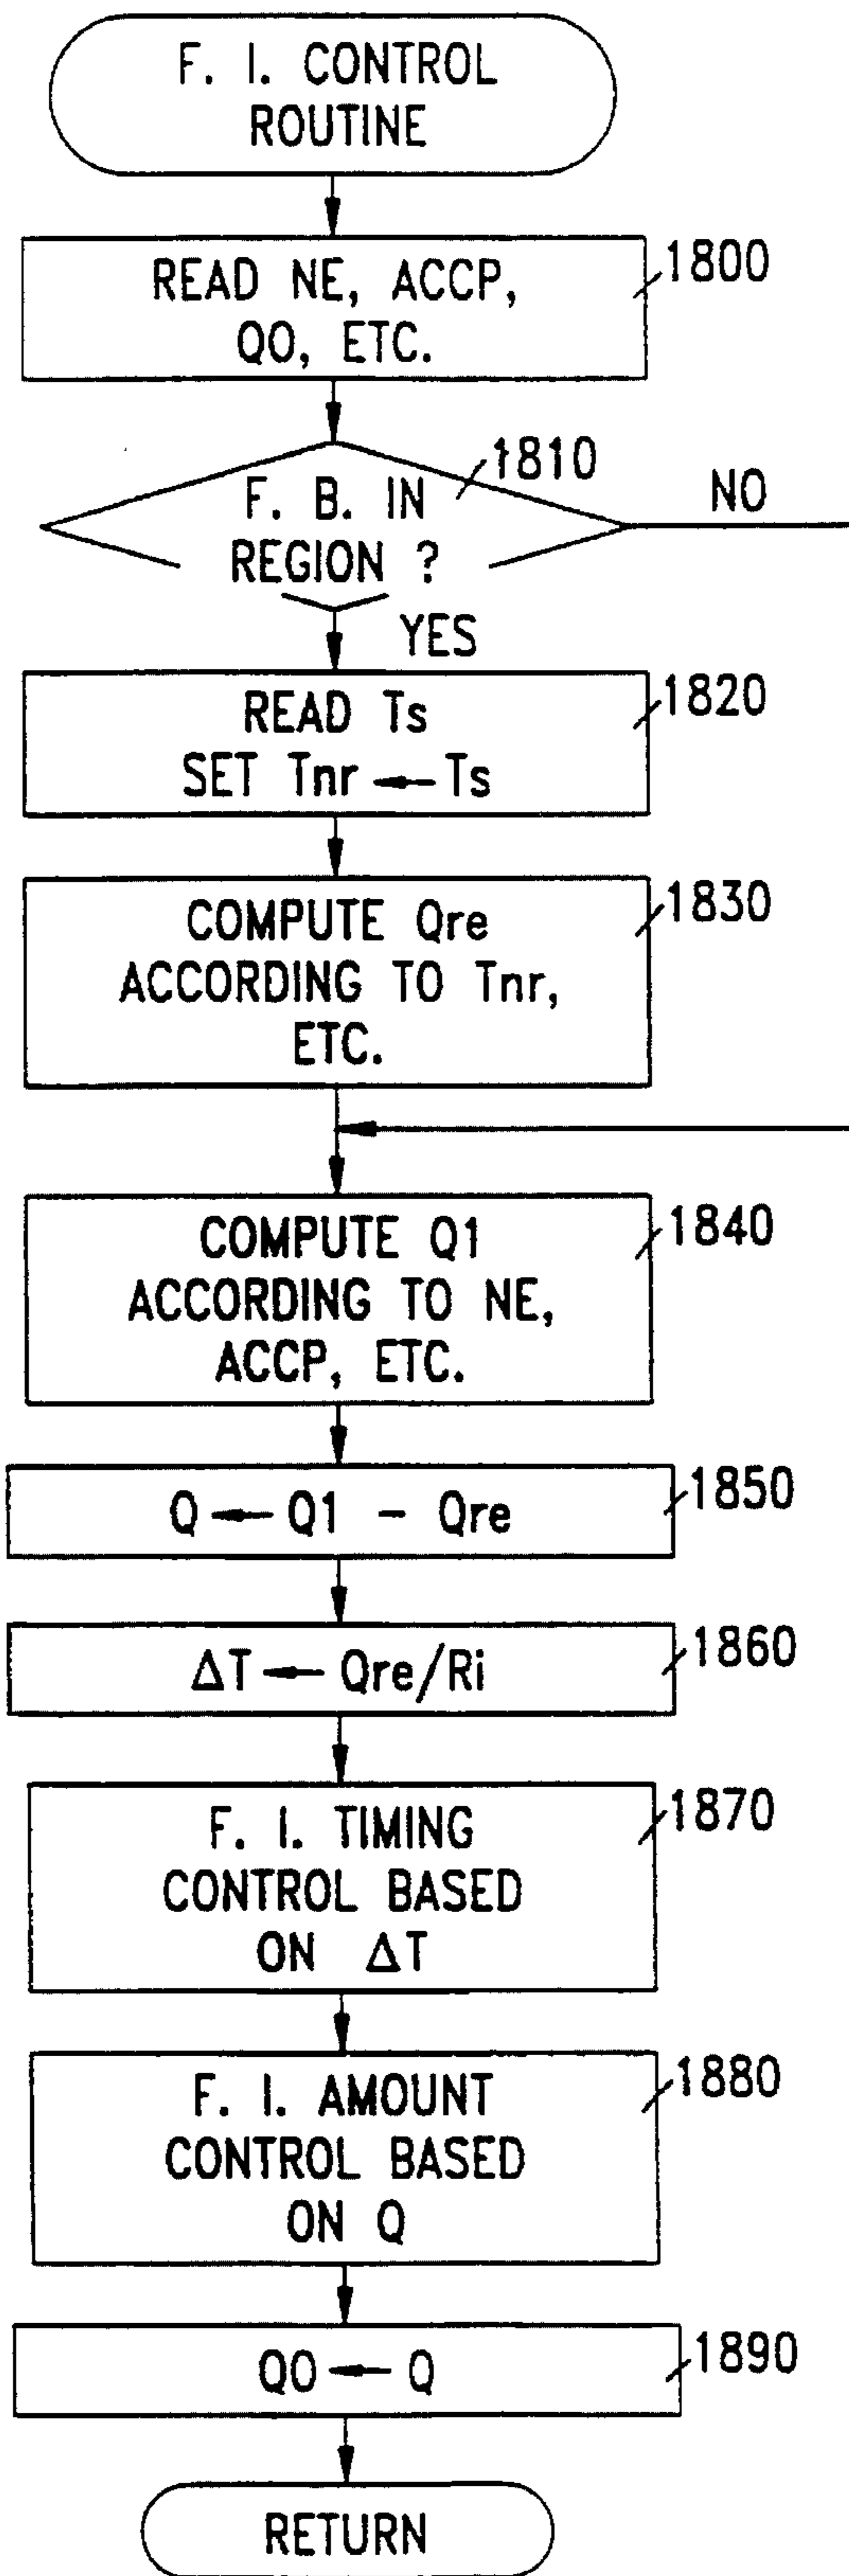 F. I. CONTROL
ROUTINE
1800
READ NE, ACCP,
Q0, ETC.
1810
F. B. IN
REGION ?
NO
YES
1820
READ Ts
SET Tnr ← Ts
1830
COMPUTE Qre
ACCORDING TO Tnr,
ETC.
1840
COMPUTE Q1
ACCORDING TO NE,
ACCP, ETC.
1850
Q ← Q1 - Qre
1860
ΔT ← Qre/Ri
1870
F. I. TIMING
CONTROL BASED
ON ΔT
1880
F. I. AMOUNT
CONTROL BASED
ON Q
1890
Q0 ← Q
RETURN